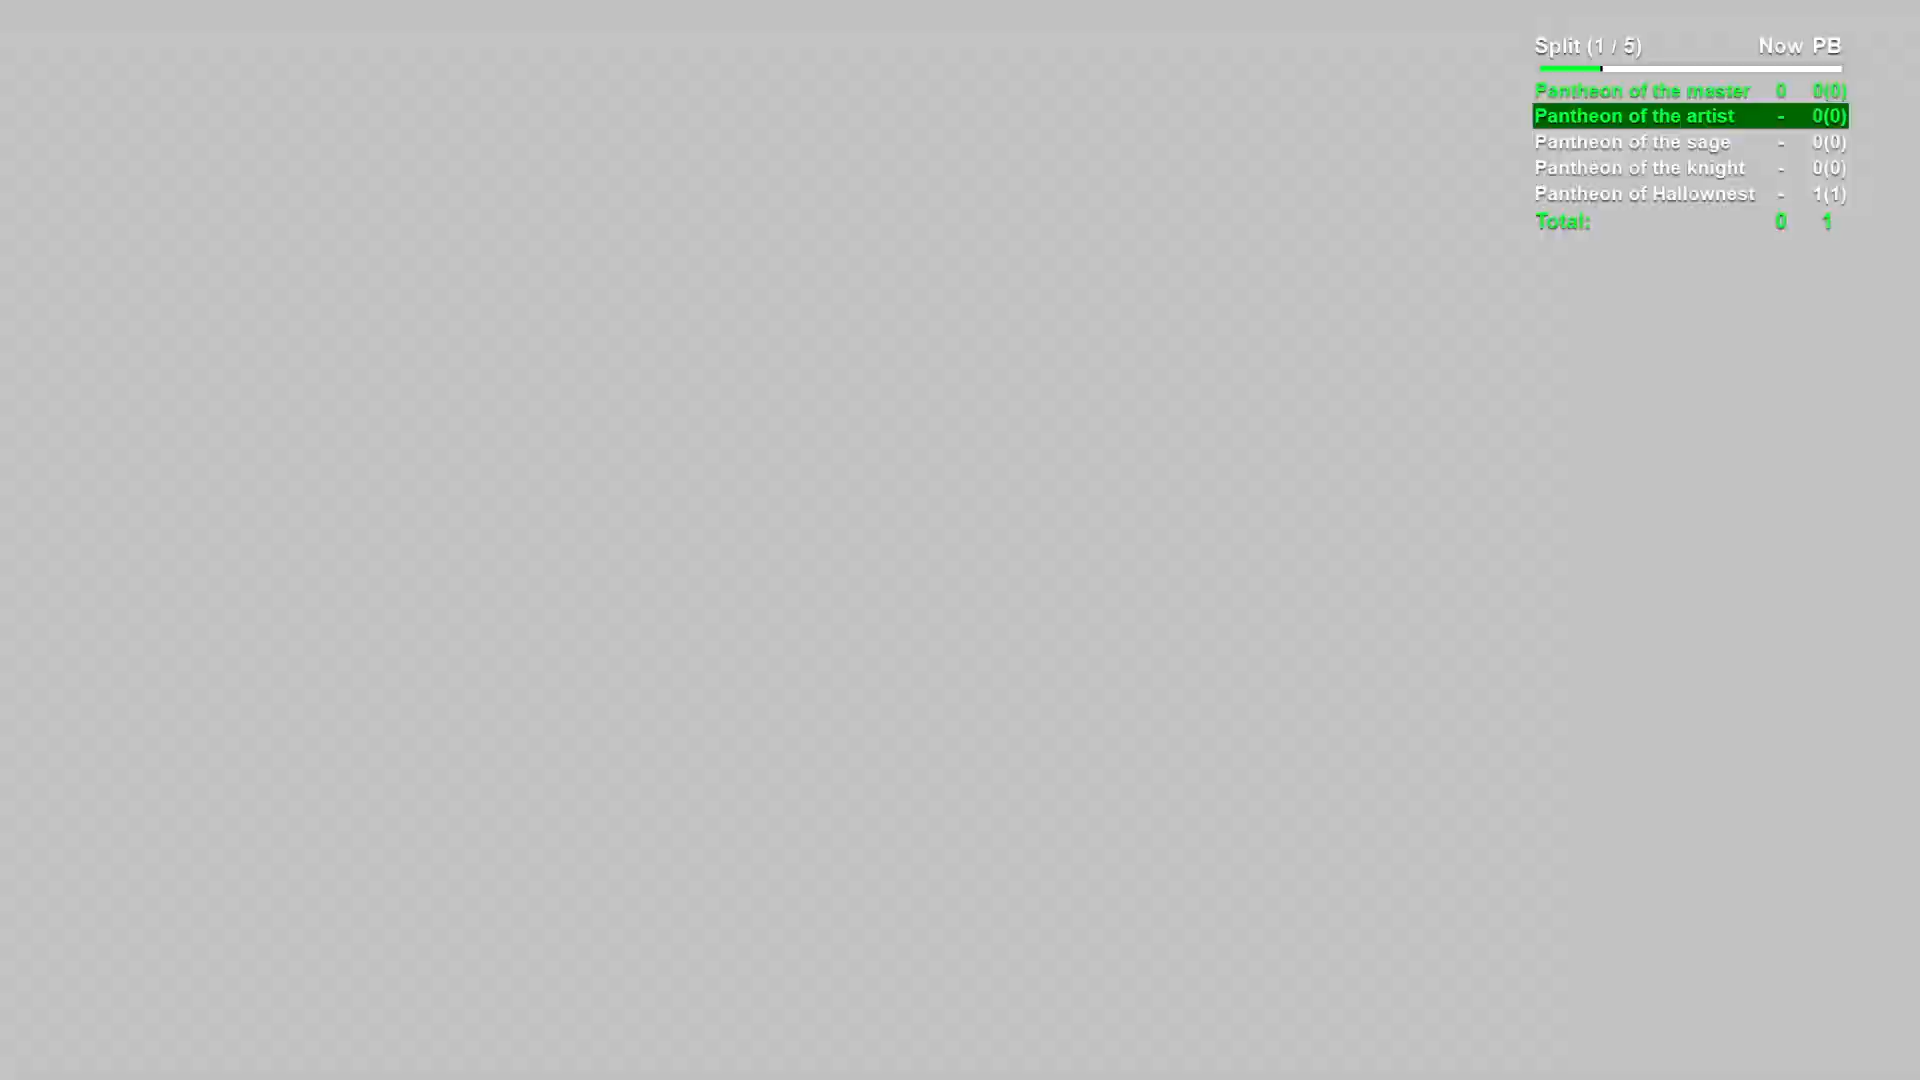 Split (1 / 5) Now PB
Pantheon of the master 0 0(0)
Pantheon of the artist - 0(0)
Pantheon of the sage - 0(0)
Pantheon of the knight - 0(0)
Pantheon of Hallownest - 1(1)
Total: 0 1